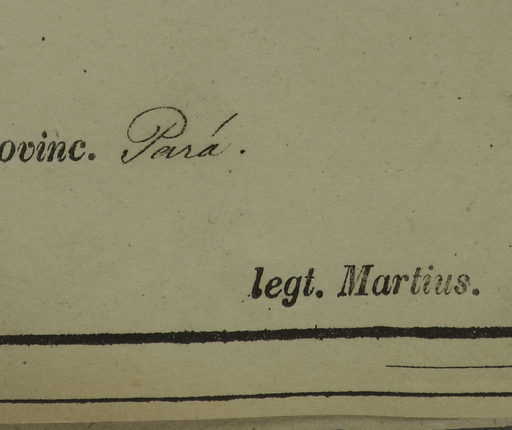 ovinc. Pará.
legt. Martius.